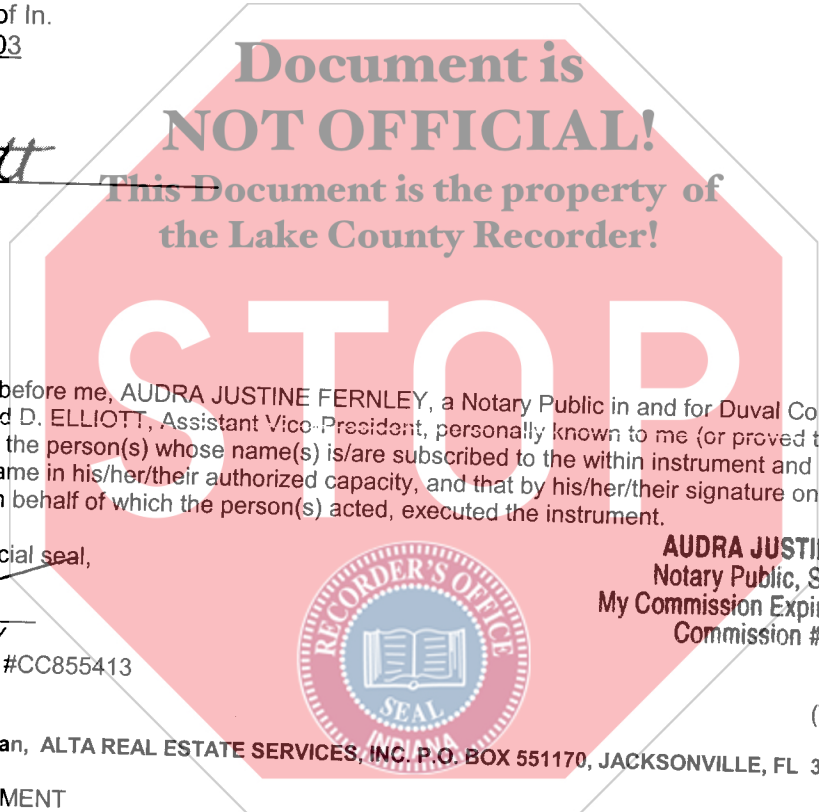 of In.
03
Document is
NOT OFFICIAL!
tt
This Document is the property of
the Lake County Recorder!
STOP
before me, AUDRA JUSTINE FERNLEY, a Notary Public in and for Duval Co
d D. ELLIOTT, Assistant Vice-President, personally known to me (or proved t
the person(s) whose name(s) is/are subscribed to the within instrument and
ame in his/her/their authorized capacity, and that by his/her/their signature on
n behalf of which the person(s) acted, executed the instrument.
cial seal,
AUDRA JUSTI
Notary Public, S
My Commission Expi
Commission #
#CC855413
RECORDER'S OFFICE
SEAL
INDIANA
(
an, ALTA REAL ESTATE SERVICES, INC. P.O. BOX 551170, JACKSONVILLE, FL 3
MENT